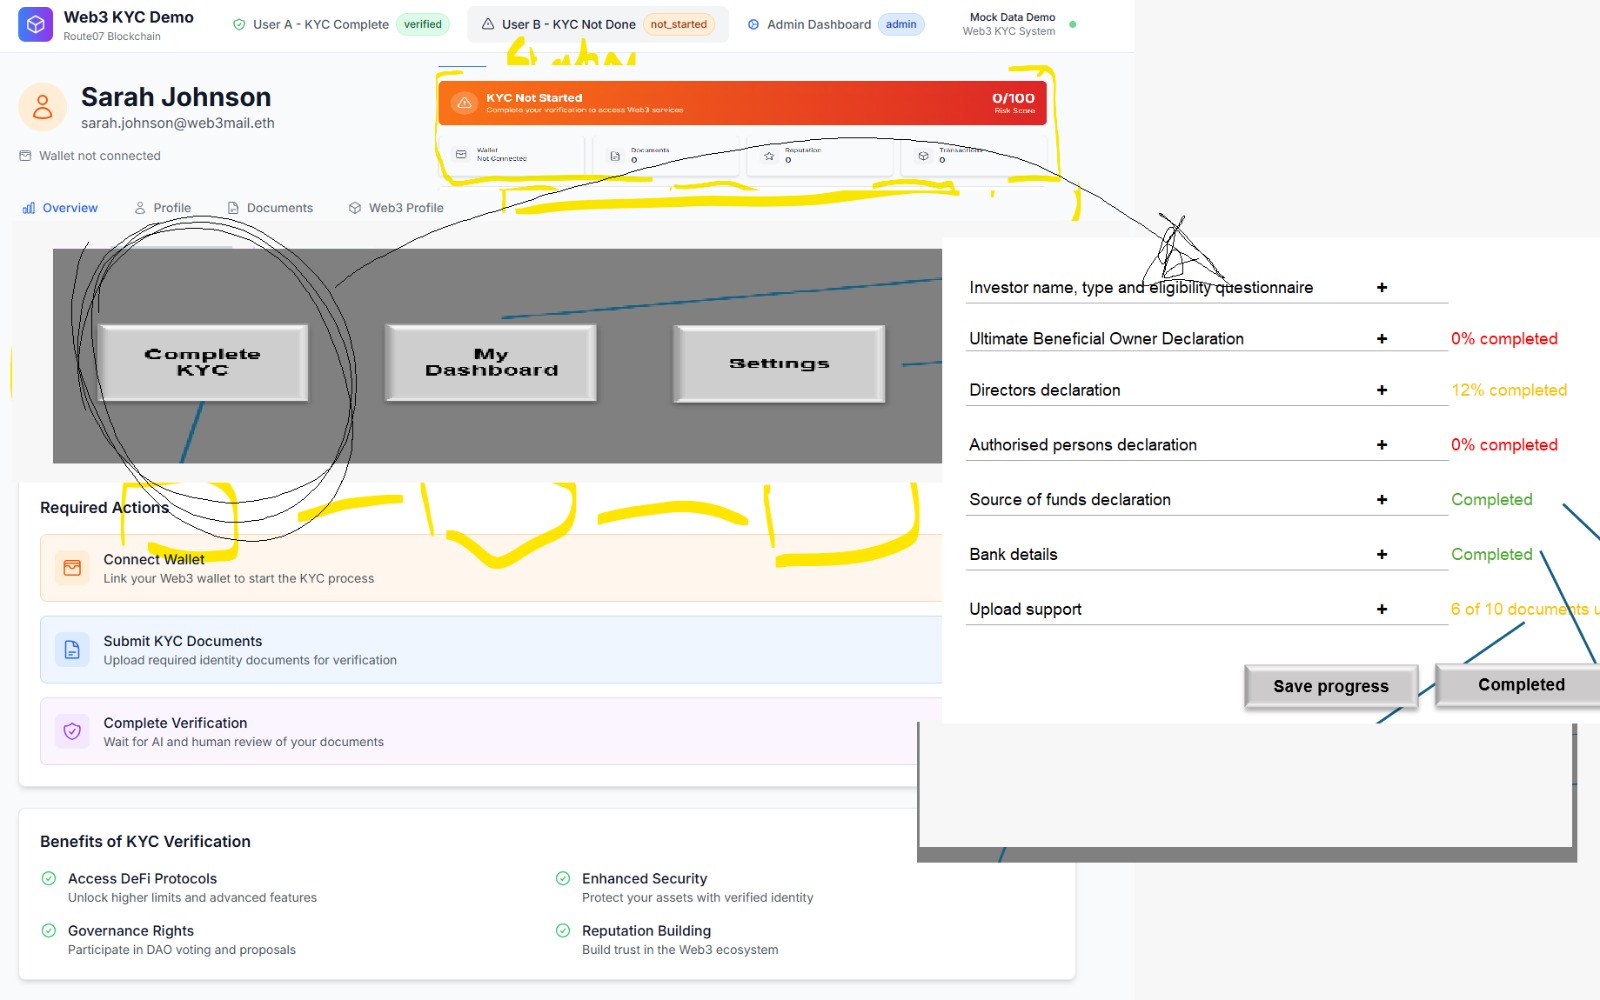 Web3 KYC Demo
Route07 Blockchain
User A - KYC Complete verified
User B - KYC Not Done not_started
Admin Dashboard admin
Mock Data Demo
Web3 KYC System
Sarah Johnson
sarah.johnson@web3mail.eth
Wallet not connected
KYC Not Started
Complete your verification to access Web3 services
0/100
Risk Score
Wallet
Not Connected
Documents
0
Reputation
0
Transactions
0
Overview Profile Documents Web3 Profile
Complete
KYC
My
Dashboard
Settings
Investor name, type and eligibility questionnaire +
Ultimate Beneficial Owner Declaration + 0% completed
Directors declaration + 12% completed
Authorised persons declaration + 0% completed
Source of funds declaration + Completed
Bank details + Completed
Upload support + 6 of 10 documents
Save progress
Completed
Required Actions
Connect Wallet
Link your Web3 wallet to start the KYC process
Submit KYC Documents
Upload required identity documents for verification
Complete Verification
Wait for AI and human review of your documents
Benefits of KYC Verification
Access DeFi Protocols
Unlock higher limits and advanced features
Enhanced Security
Protect your assets with verified identity
Governance Rights
Participate in DAO voting and proposals
Reputation Building
Build trust in the Web3 ecosystem